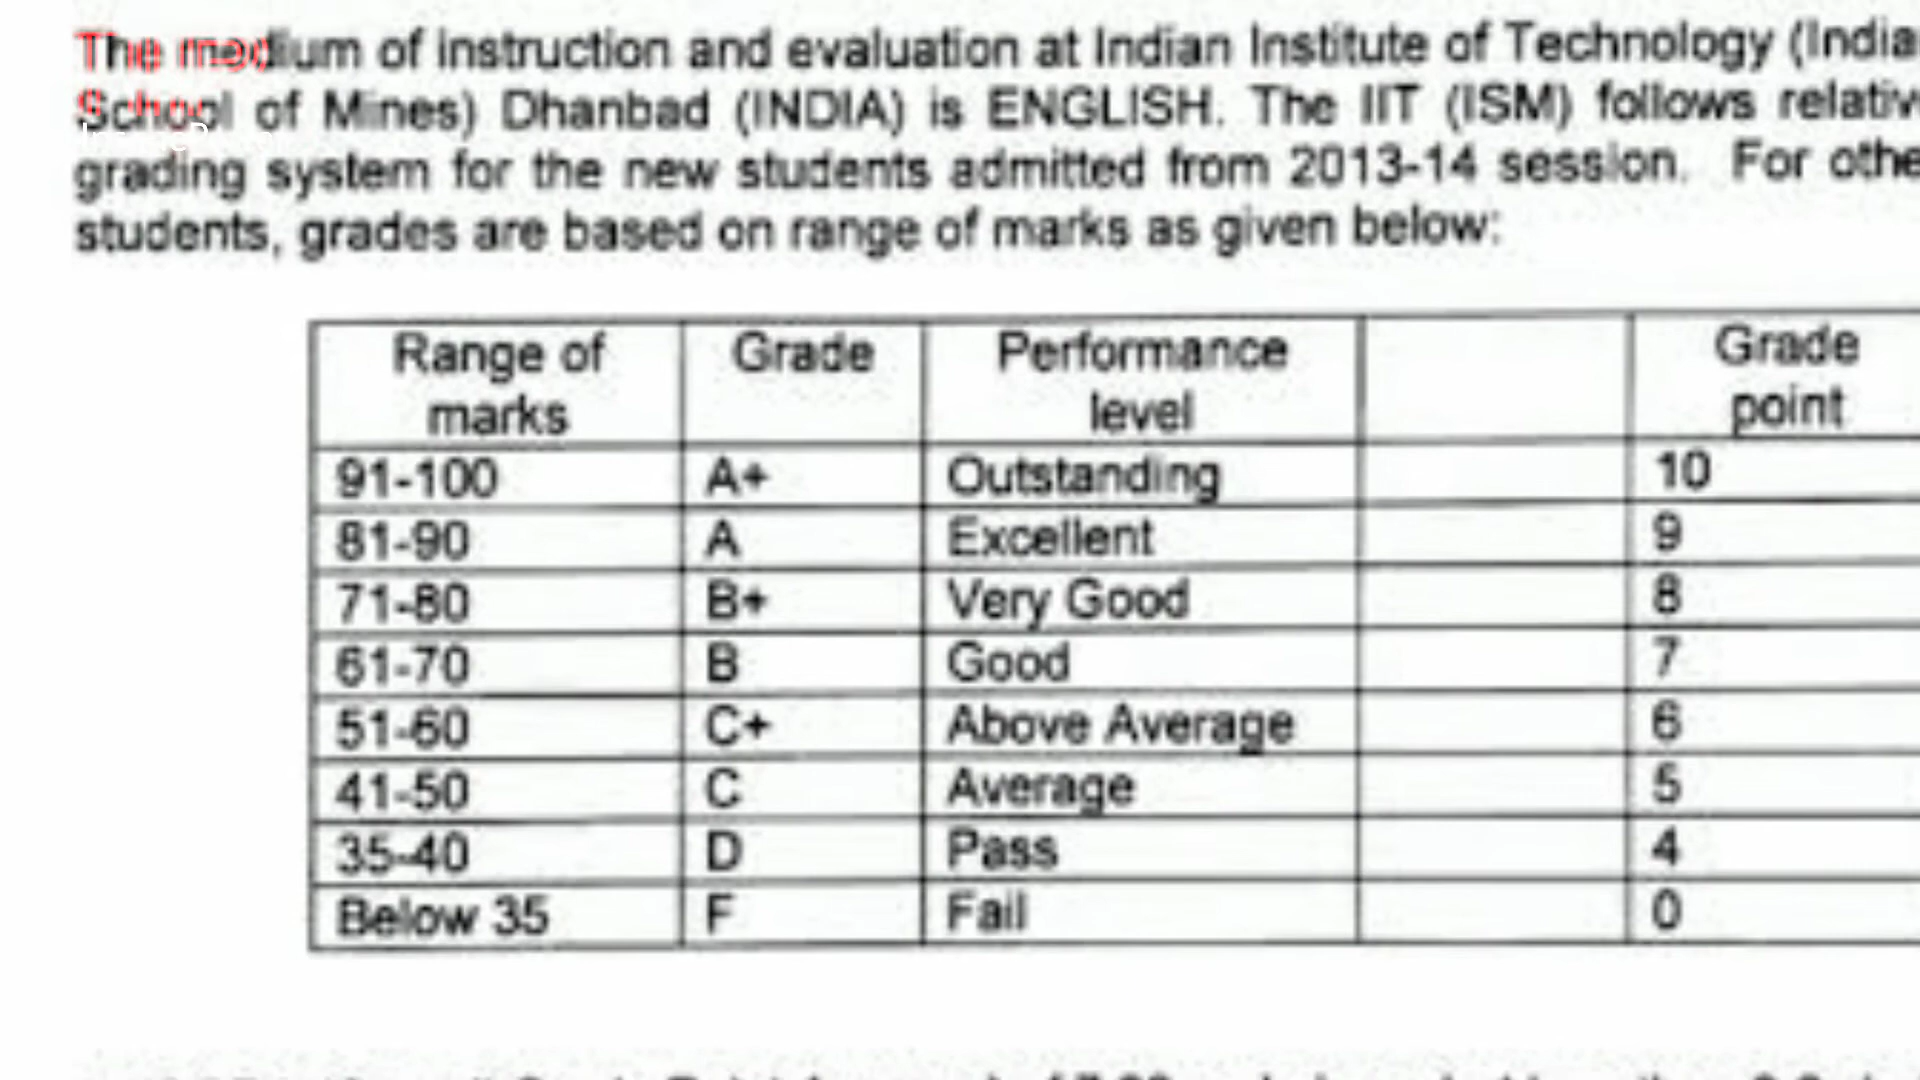 The medium of instruction and evaluation at Indian Institute of Technology (India
School of Mines) Dhanbad (INDIA) is ENGLISH. The IIT (ISM) follows relativ
grading system for the new students admitted from 2013-14 session. For othe
students, grades are based on range of marks as given below:
Range of marks Grade Performance level Grade point
91-100 A+ Outstanding 10
81-90 A Excellent 9
71-80 B+ Very Good 8
61-70 B Good 7
51-60 C+ Above Average 6
41-50 C Average 5
35-40 D Pass 4
Below 35 F Fail 0